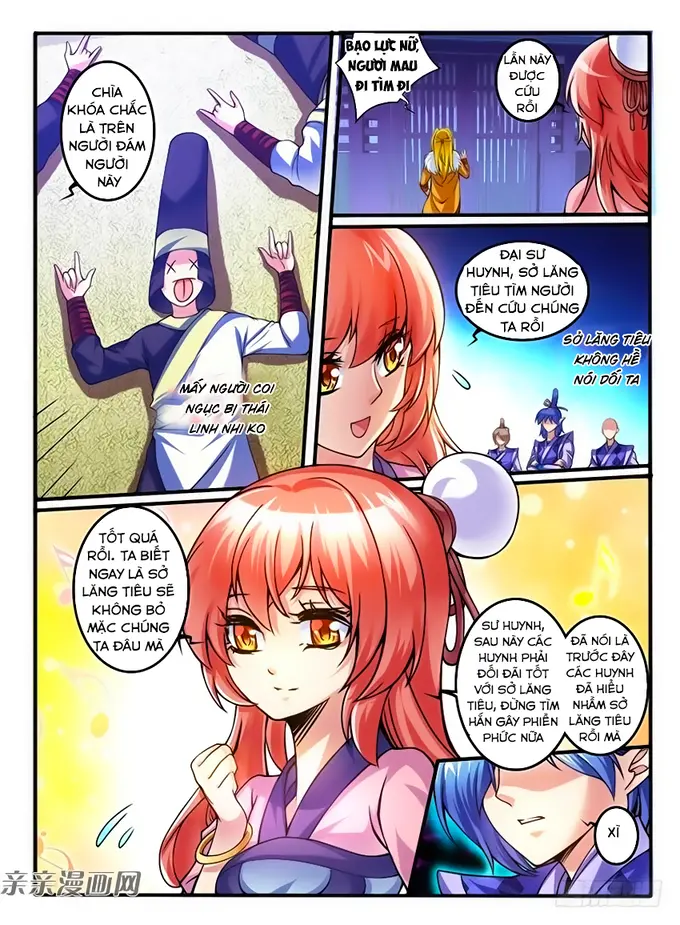 CHÌA
KHÓA CHẮC
LÀ TRÊN
NGƯỜI ĐÁM
NGƯỜI
NÀY
MẤY NGƯỜI COI
NGỤC BỊ THÁI
LINH NHI KO
BẠO LỰC NỮ,
NGƯỜI MAU
ĐI TÌM ĐI
LẦN NÀY
ĐƯỢC
CỨU
RỒI
ĐẠI SƯ
HUYNH, SỞ LĂNG
TIÊU TÌM NGƯỜI
ĐẾN CỨU CHÚNG
TA RỒI
SỞ LĂNG TIÊU
KHÔNG HỀ
NÓI DỐI TA
TỐT QUÁ
RỒI. TA BIẾT
NGAY LÀ SỞ
LĂNG TIÊU SẼ
KHÔNG BỎ
MẶC CHÚNG
TA ĐÂU MÀ
SƯ HUYNH,
SAU NÀY CÁC
HUYNH PHẢI
ĐỐI ĐÃI TỐT
VỚI SỞ LĂNG
TIÊU, ĐỪNG TÌM
HẮN GÂY PHIỀN
PHỨC NỮA
ĐÃ NÓI LÀ
TRƯỚC ĐÂY
CÁC HUYNH
ĐÃ HIỂU
NHẦM SỞ
LĂNG TIÊU
RỒI MÀ
XÌ
亲亲漫画网